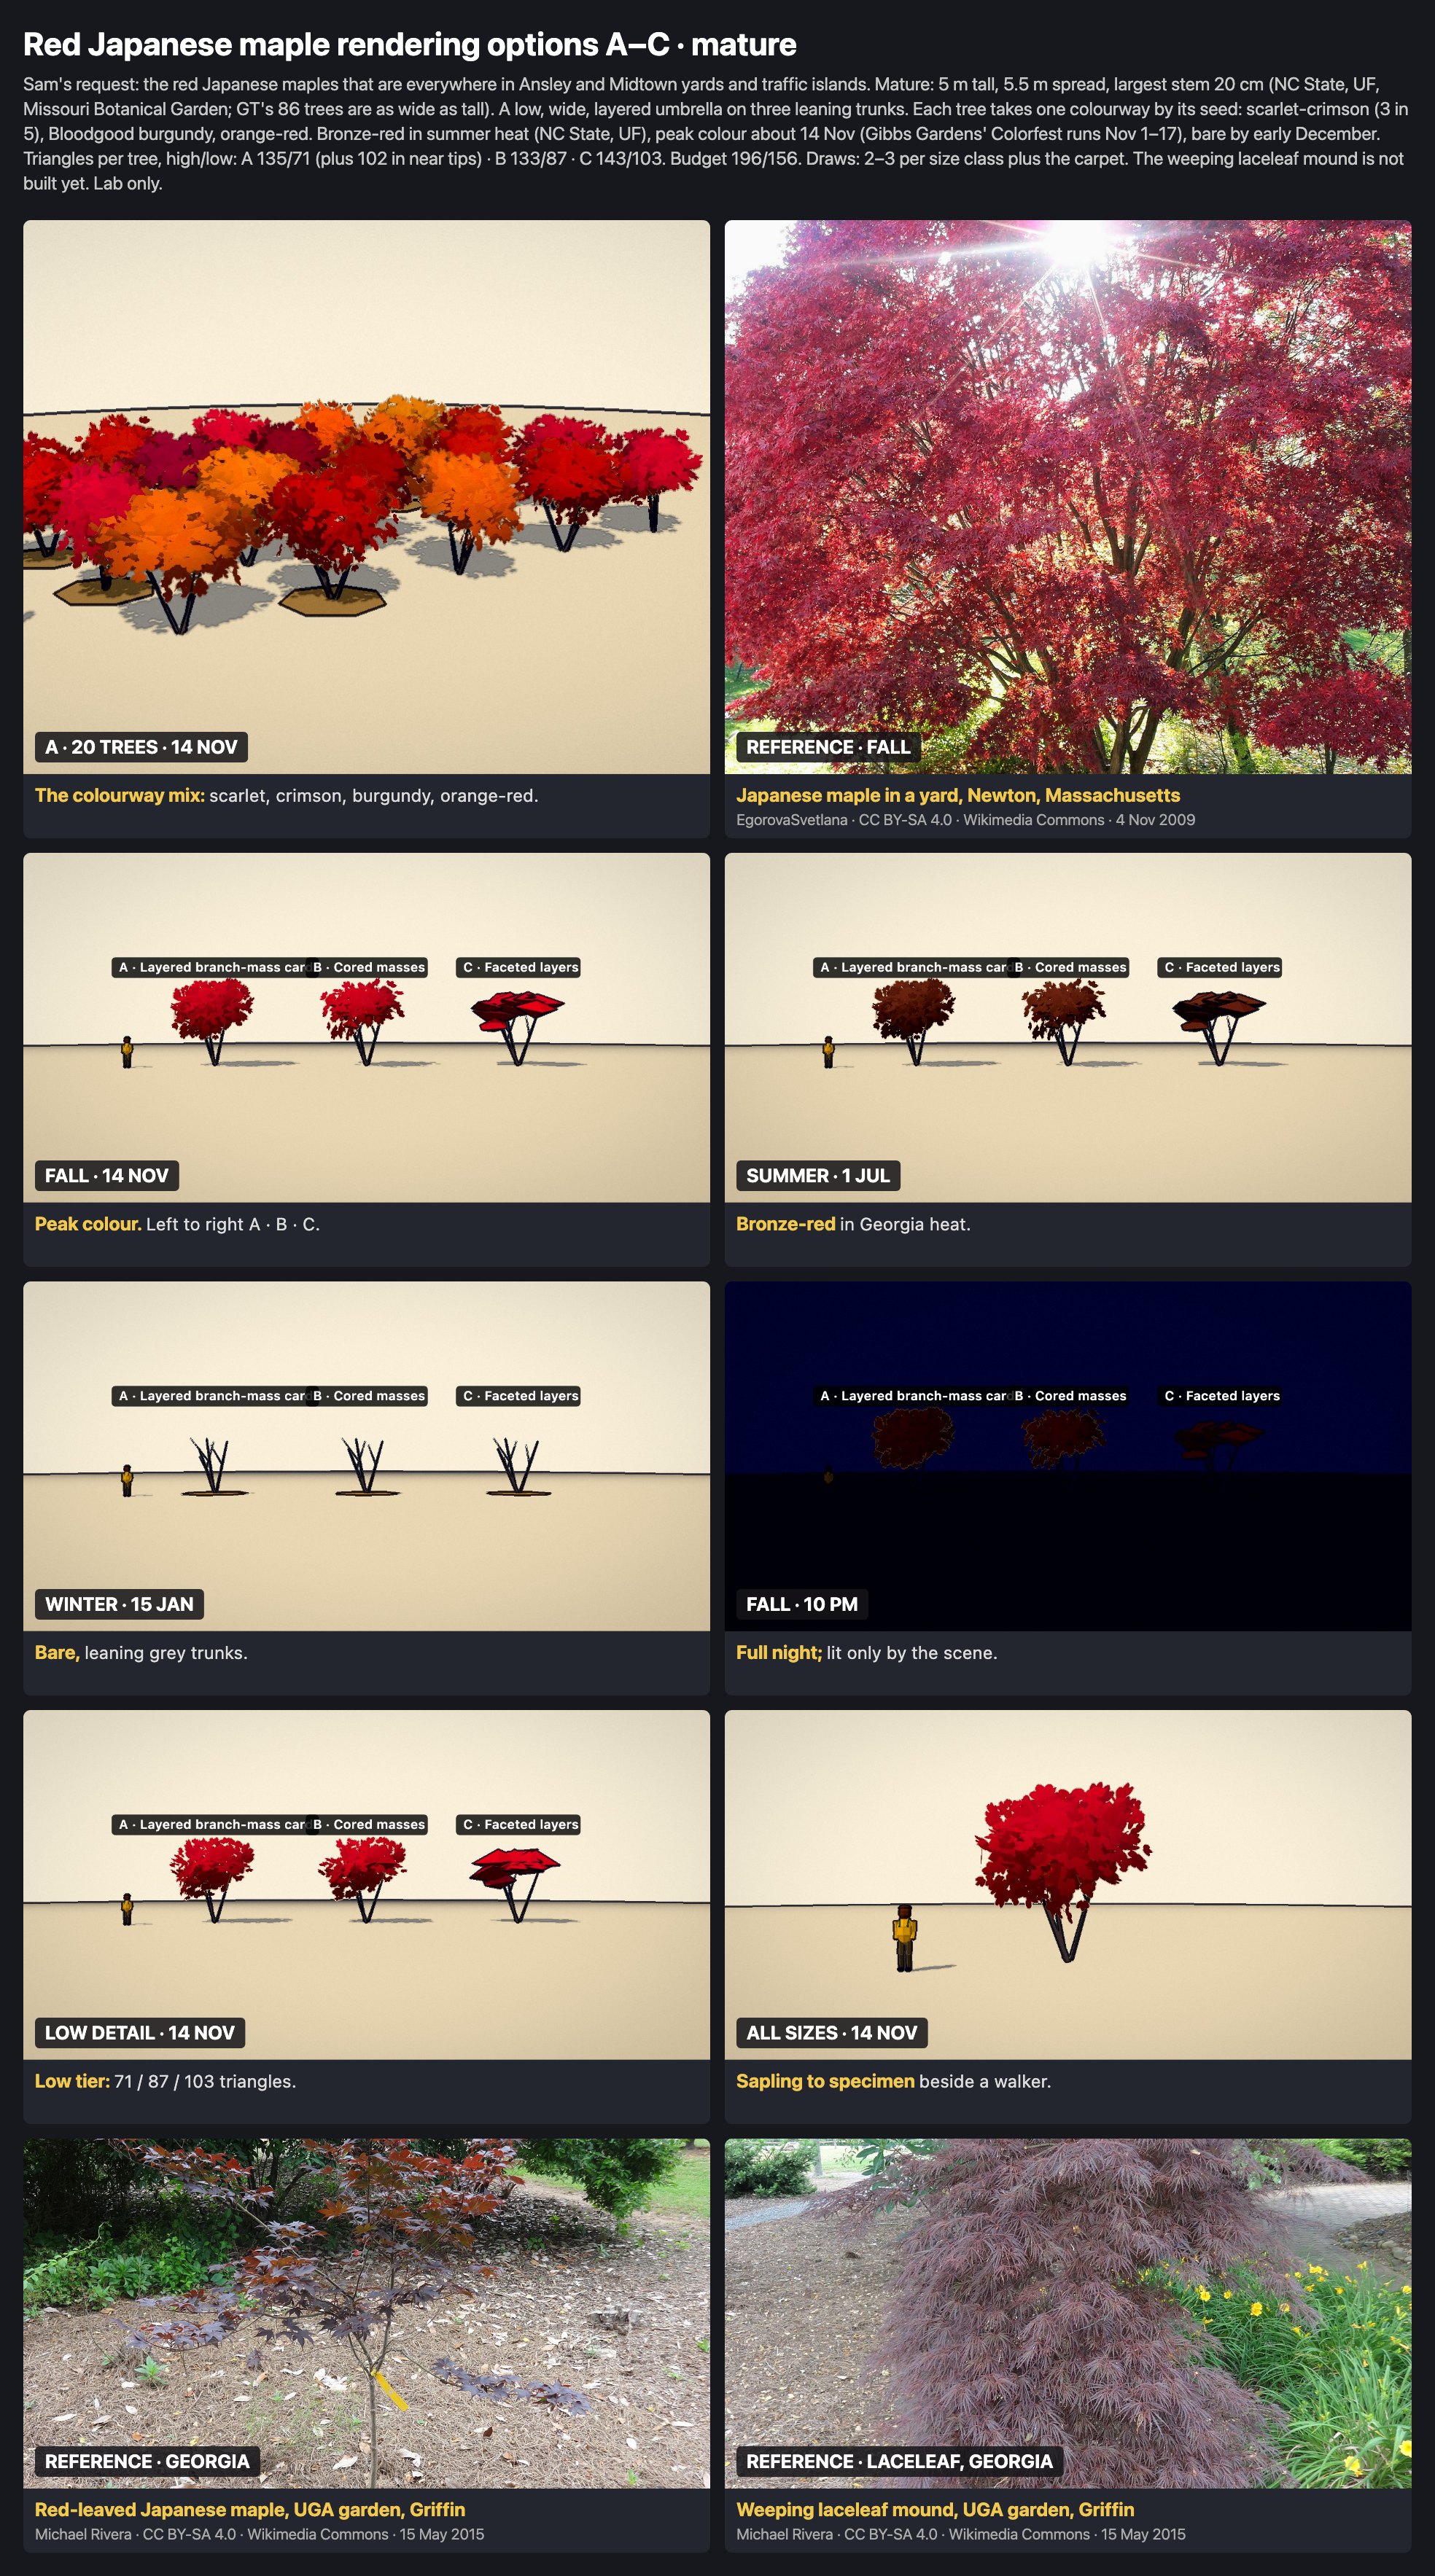 Red Japanese maple rendering options A–C · mature
Sam's request: the red Japanese maples that are everywhere in Ansley and Midtown yards and traffic islands. Mature: 5 m tall, 5.5 m spread, largest stem 20 cm (NC State, UF,
Missouri Botanical Garden; GT's 86 trees are as wide as tall). A low, wide, layered umbrella on three leaning trunks. Each tree takes one colourway by its seed: scarlet-crimson (3 in
5), Bloodgood burgundy, orange-red. Bronze-red in summer heat (NC State, UF), peak colour about 14 Nov (Gibbs Gardens' Colorfest runs Nov 1–17), bare by early December.
Triangles per tree, high/low: A 135/71 (plus 102 in near tips) · B 133/87 · C 143/103. Budget 196/156. Draws: 2–3 per size class plus the carpet. The weeping laceleaf mound is not
built yet. Lab only.
A · 20 TREES · 14 NOV
The colourway mix: scarlet, crimson, burgundy, orange-red.
REFERENCE · FALL
Japanese maple in a yard, Newton, Massachusetts
EgorovaSvetlana · CC BY-SA 4.0 · Wikimedia Commons · 4 Nov 2009
A · Layered branch-mass car
B · Cored masses
C · Faceted layers
FALL · 14 NOV
Peak colour. Left to right A · B · C.
A · Layered branch-mass car
B · Cored masses
C · Faceted layers
SUMMER · 1 JUL
Bronze-red in Georgia heat.
A · Layered branch-mass car
B · Cored masses
C · Faceted layers
WINTER · 15 JAN
Bare, leaning grey trunks.
A · Layered branch-mass car
B · Cored masses
C · Faceted layers
FALL · 10 PM
Full night; lit only by the scene.
A · Layered branch-mass car
B · Cored masses
C · Faceted layers
LOW DETAIL · 14 NOV
Low tier: 71 / 87 / 103 triangles.
ALL SIZES · 14 NOV
Sapling to specimen beside a walker.
REFERENCE · GEORGIA
Red-leaved Japanese maple, UGA garden, Griffin
Michael Rivera · CC BY-SA 4.0 · Wikimedia Commons · 15 May 2015
REFERENCE · LACELEAF, GEORGIA
Weeping laceleaf mound, UGA garden, Griffin
Michael Rivera · CC BY-SA 4.0 · Wikimedia Commons · 15 May 2015